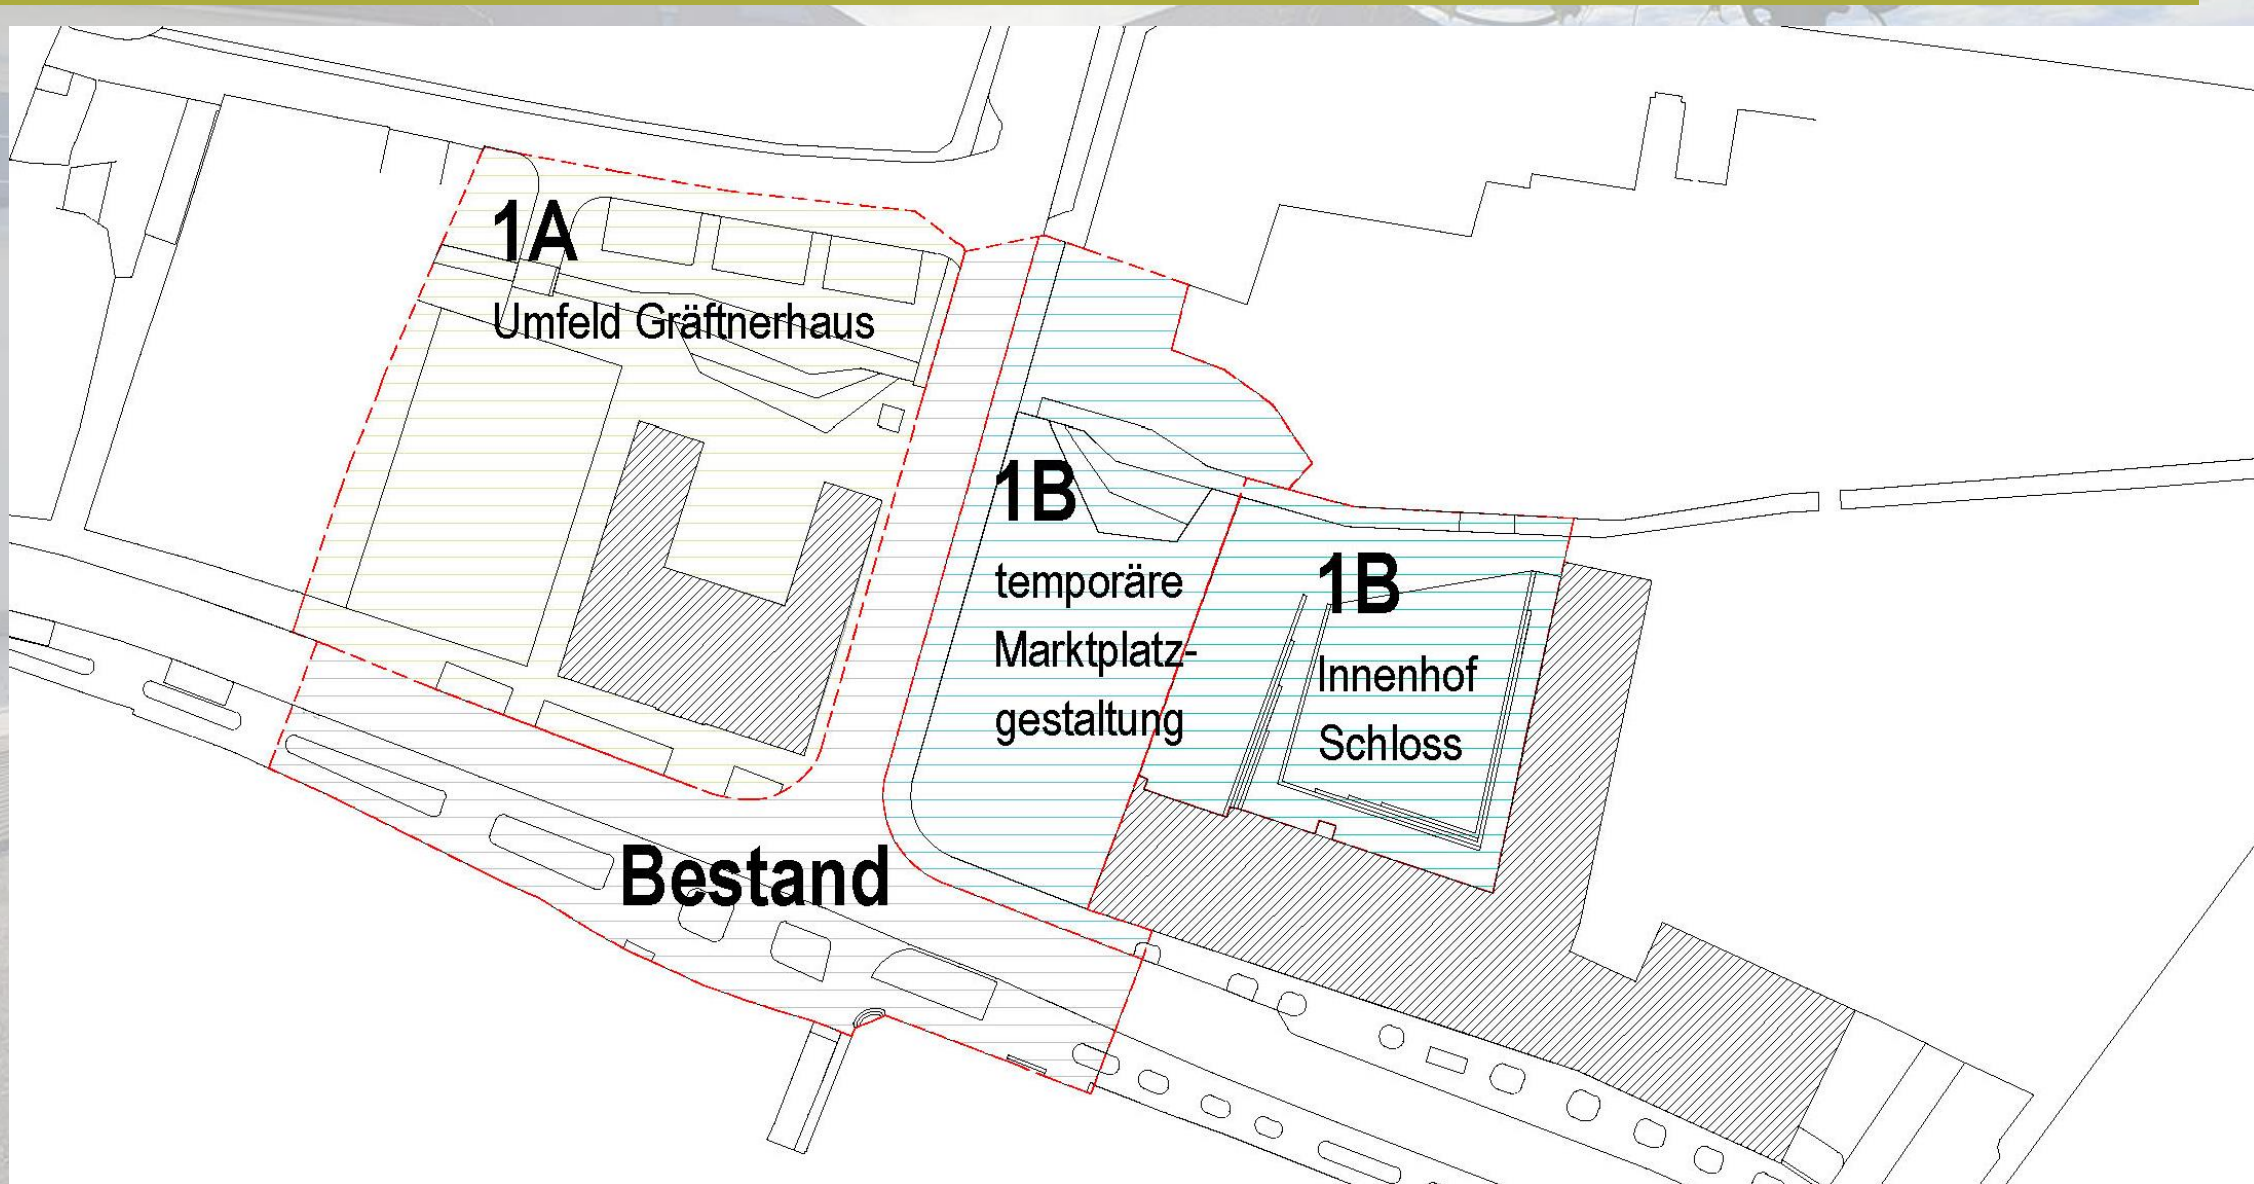 1A
Umfeld Gräftnerhaus
1B
temporäre
Marktplatz-
gestaltung
1B
Innenhof
Schloss
Bestand